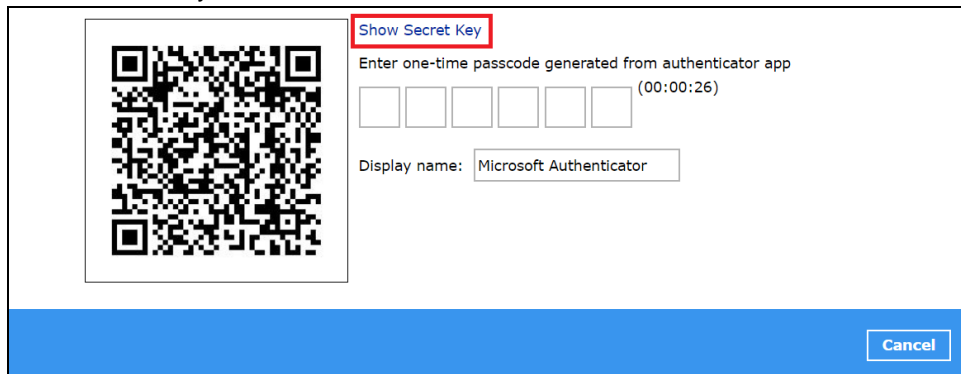 Show Secret Key
Enter one-time passcode generated from authenticator app
(00:00:26)
Display name: Microsoft Authenticator
Cancel